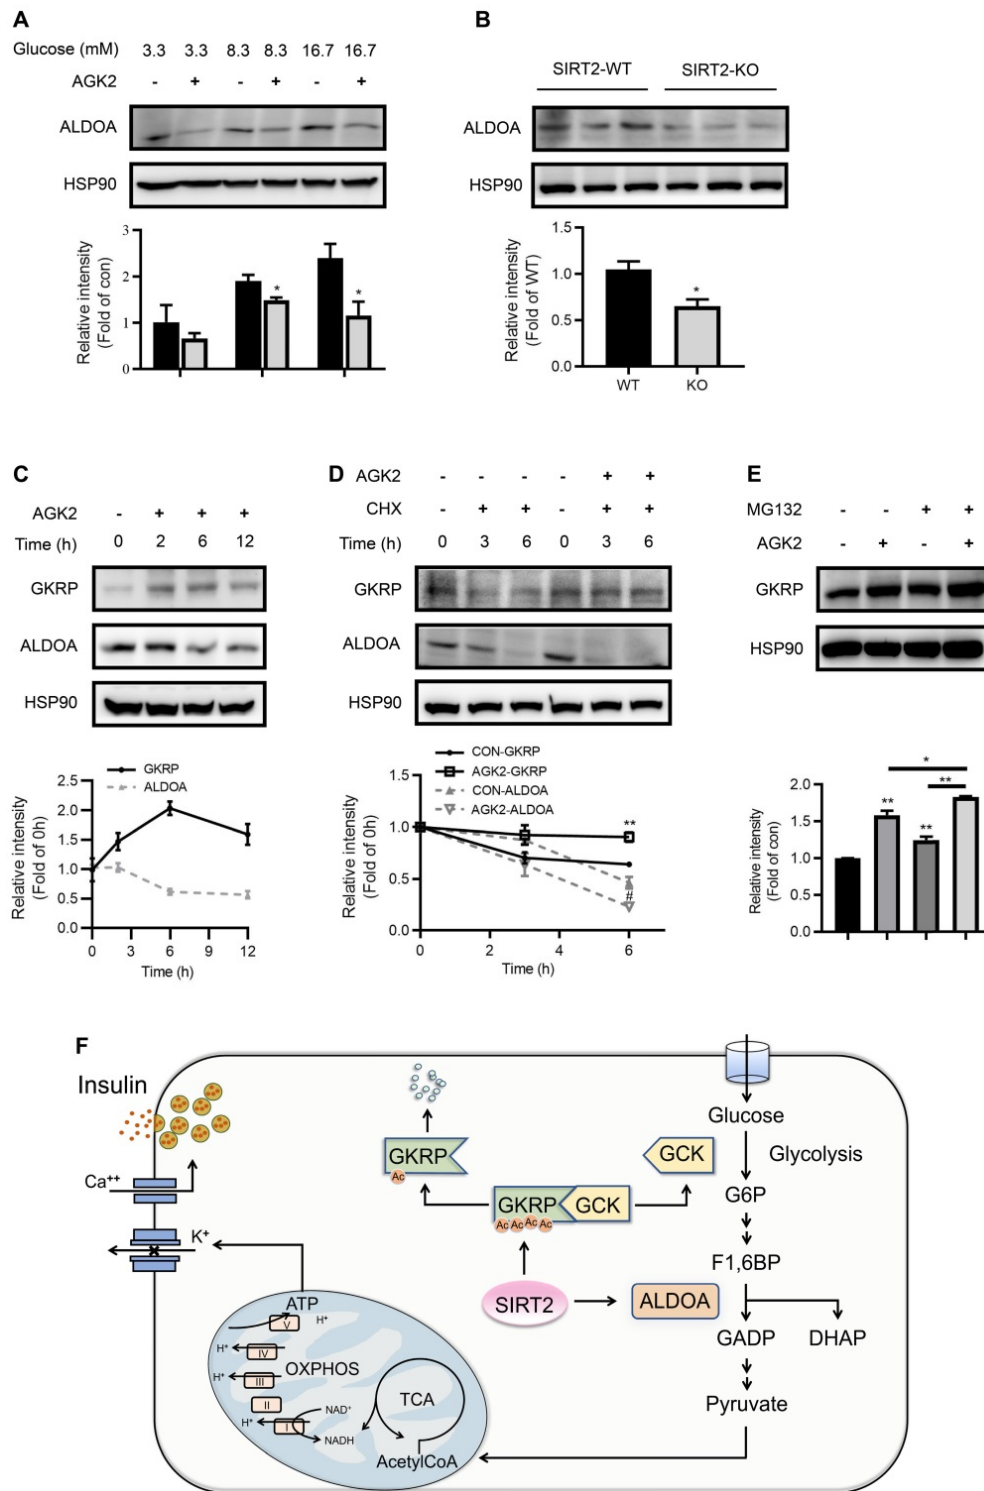 A
Glucose (mM) 3.3 3.3 8.3 8.3 16.7 16.7
AGK2 - + - + - +
ALDOA
HSP90
Relative intensity
(Fold of con)
3
2
1
0
*
*
B
SIRT2-WT SIRT2-KO
ALDOA
HSP90
Relative intensity
(Fold of WT)
1.5
1.0
0.5
0.0
*
WT KO
C
AGK2 - + + +
Time (h) 0 2 6 12
GKRP
ALDOA
HSP90
GKRP
ALDOA
Relative intensity
(Fold of 0h)
2.5
2.0
1.5
1.0
0.5
0.0
0 3 6 9 12
Time (h)
D
AGK2 - - - - + +
CHX - + + - + +
Time (h) 0 3 6 0 3 6
GKRP
ALDOA
HSP90
CON-GKRP
AGK2-GKRP
CON-ALDOA
AGK2-ALDOA
Relative intensity
(Fold of 0h)
1.5
1.0
0.5
0.0
**
#
0 2 4 6
Time (h)
E
MG132 - - + +
AGK2 - + - +
GKRP
HSP90
Relative intensity
(Fold of con)
2.0
1.5
1.0
0.5
0.0
*
**
**
**
F
Insulin
Ca++
K+
Glucose
Glycolysis
GKRP
Ac
GCK
GKRP GCK
Ac Ac Ac Ac
G6P
F1,6BP
SIRT2
ALDOA
GADP DHAP
Pyruvate
ATP
V H+
H+ IV
OXPHOS
H+ III
II
H+ I
NAD+
NADH
TCA
AcetylCoA